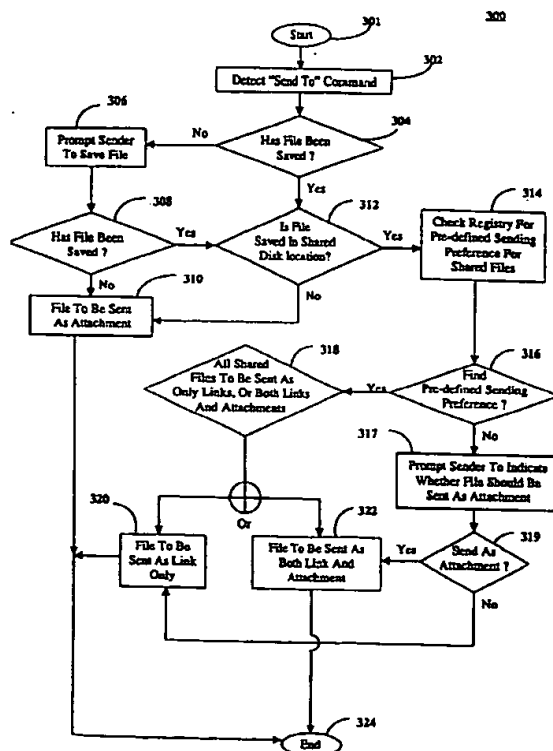 300
301
Start
302
Detect "Send To" Command
306
304
Prompt Sender
To Save File
No
Has File Been
Saved ?
Yes
308
312
314
Has File Been
Saved ?
Yes
Is File
Saved In Shared
Disk location?
Yes
Check Registry For
Pre-defined Sending
Preference For
Shared Files
310
No
No
File To Be Sent
As Attachment
318
316
All Shared
Files To Be Sent As
Only Links, Or Both Links
And Attachments
Yes
Find
Pre-defined Sending
Preference ?
317
No
Prompt Sender To Indicate
Whether File Should Be
Sent As Attachment
320
Or
322
319
File To Be
Sent As Link
Only
File To Be Sent As
Both Link And
Attachment
Yes
Send As
Attachment ?
No
324
End